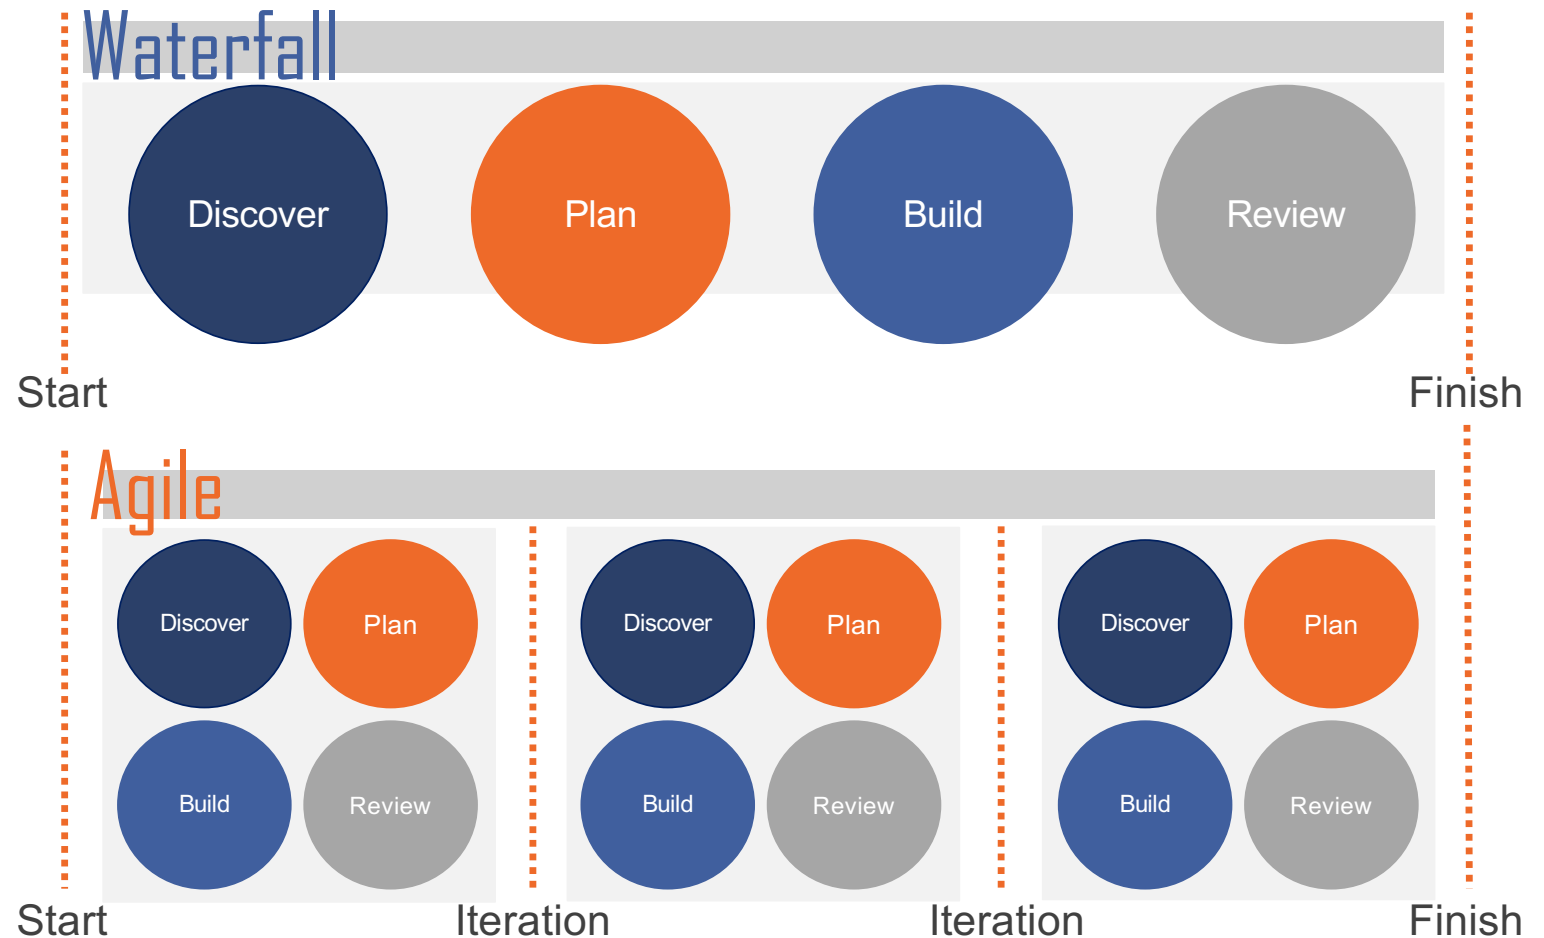 Waterfall
Discover Plan Build Review
Start Finish
Agile
Discover Plan Discover Plan Discover Plan
Build Review Build Review Build Review
Start Iteration Iteration Finish